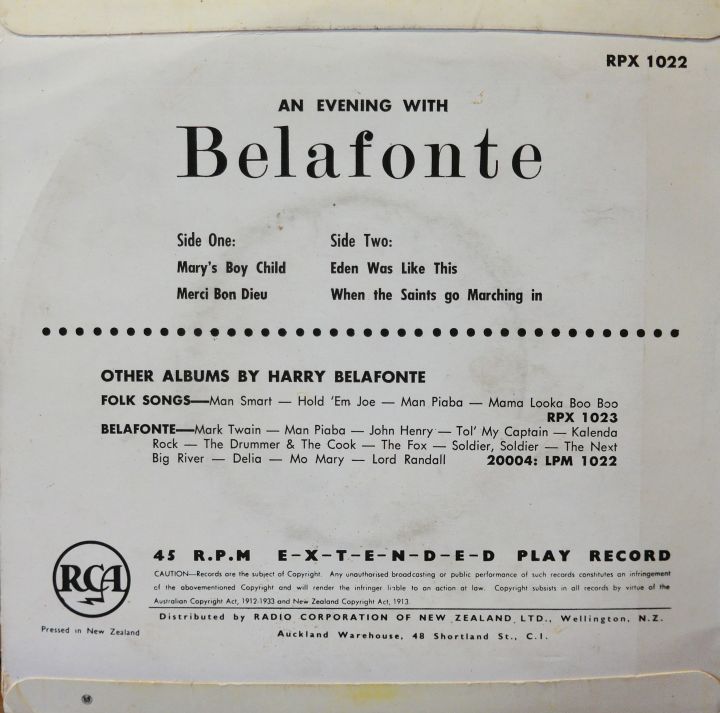 RPX 1022
AN EVENING WITH
Belafonte
Side One: Side Two:
Mary's Boy Child Eden Was Like This
Merci Bon Dieu When the Saints go Marching in
OTHER ALBUMS BY HARRY BELAFONTE
FOLK SONGS—Man Smart — Hold 'Em Joe — Man Piaba — Mama Looka Boo Boo
RPX 1023
BELAFONTE—Mark Twain — Man Piaba — John Henry — Tol' My Captain — Kalenda
Rock — The Drummer & The Cook — The Fox — Soldier, Soldier — The Next
Big River — Delia — Mo Mary — Lord Randall 20004: LPM 1022
45 R.P.M E-X-T-E-N-D-E-D PLAY RECORD
CAUTION—Records are the subject of Copyright. Any unauthorised broadcasting or public performance of such records constitutes an infringement
of the abovementioned Copyright and will render the infringer liable to an action at law. Copyright subsists in all records by virtue of the
Australian Copyright Act, 1912-1933 and New Zealand Copyright Act, 1913.
RCA
Pressed in New Zealand
Distributed by RADIO CORPORATION OF NEW ZEALAND LTD., Wellington, N.Z.
Auckland Warehouse, 48 Shortland St., C.1.